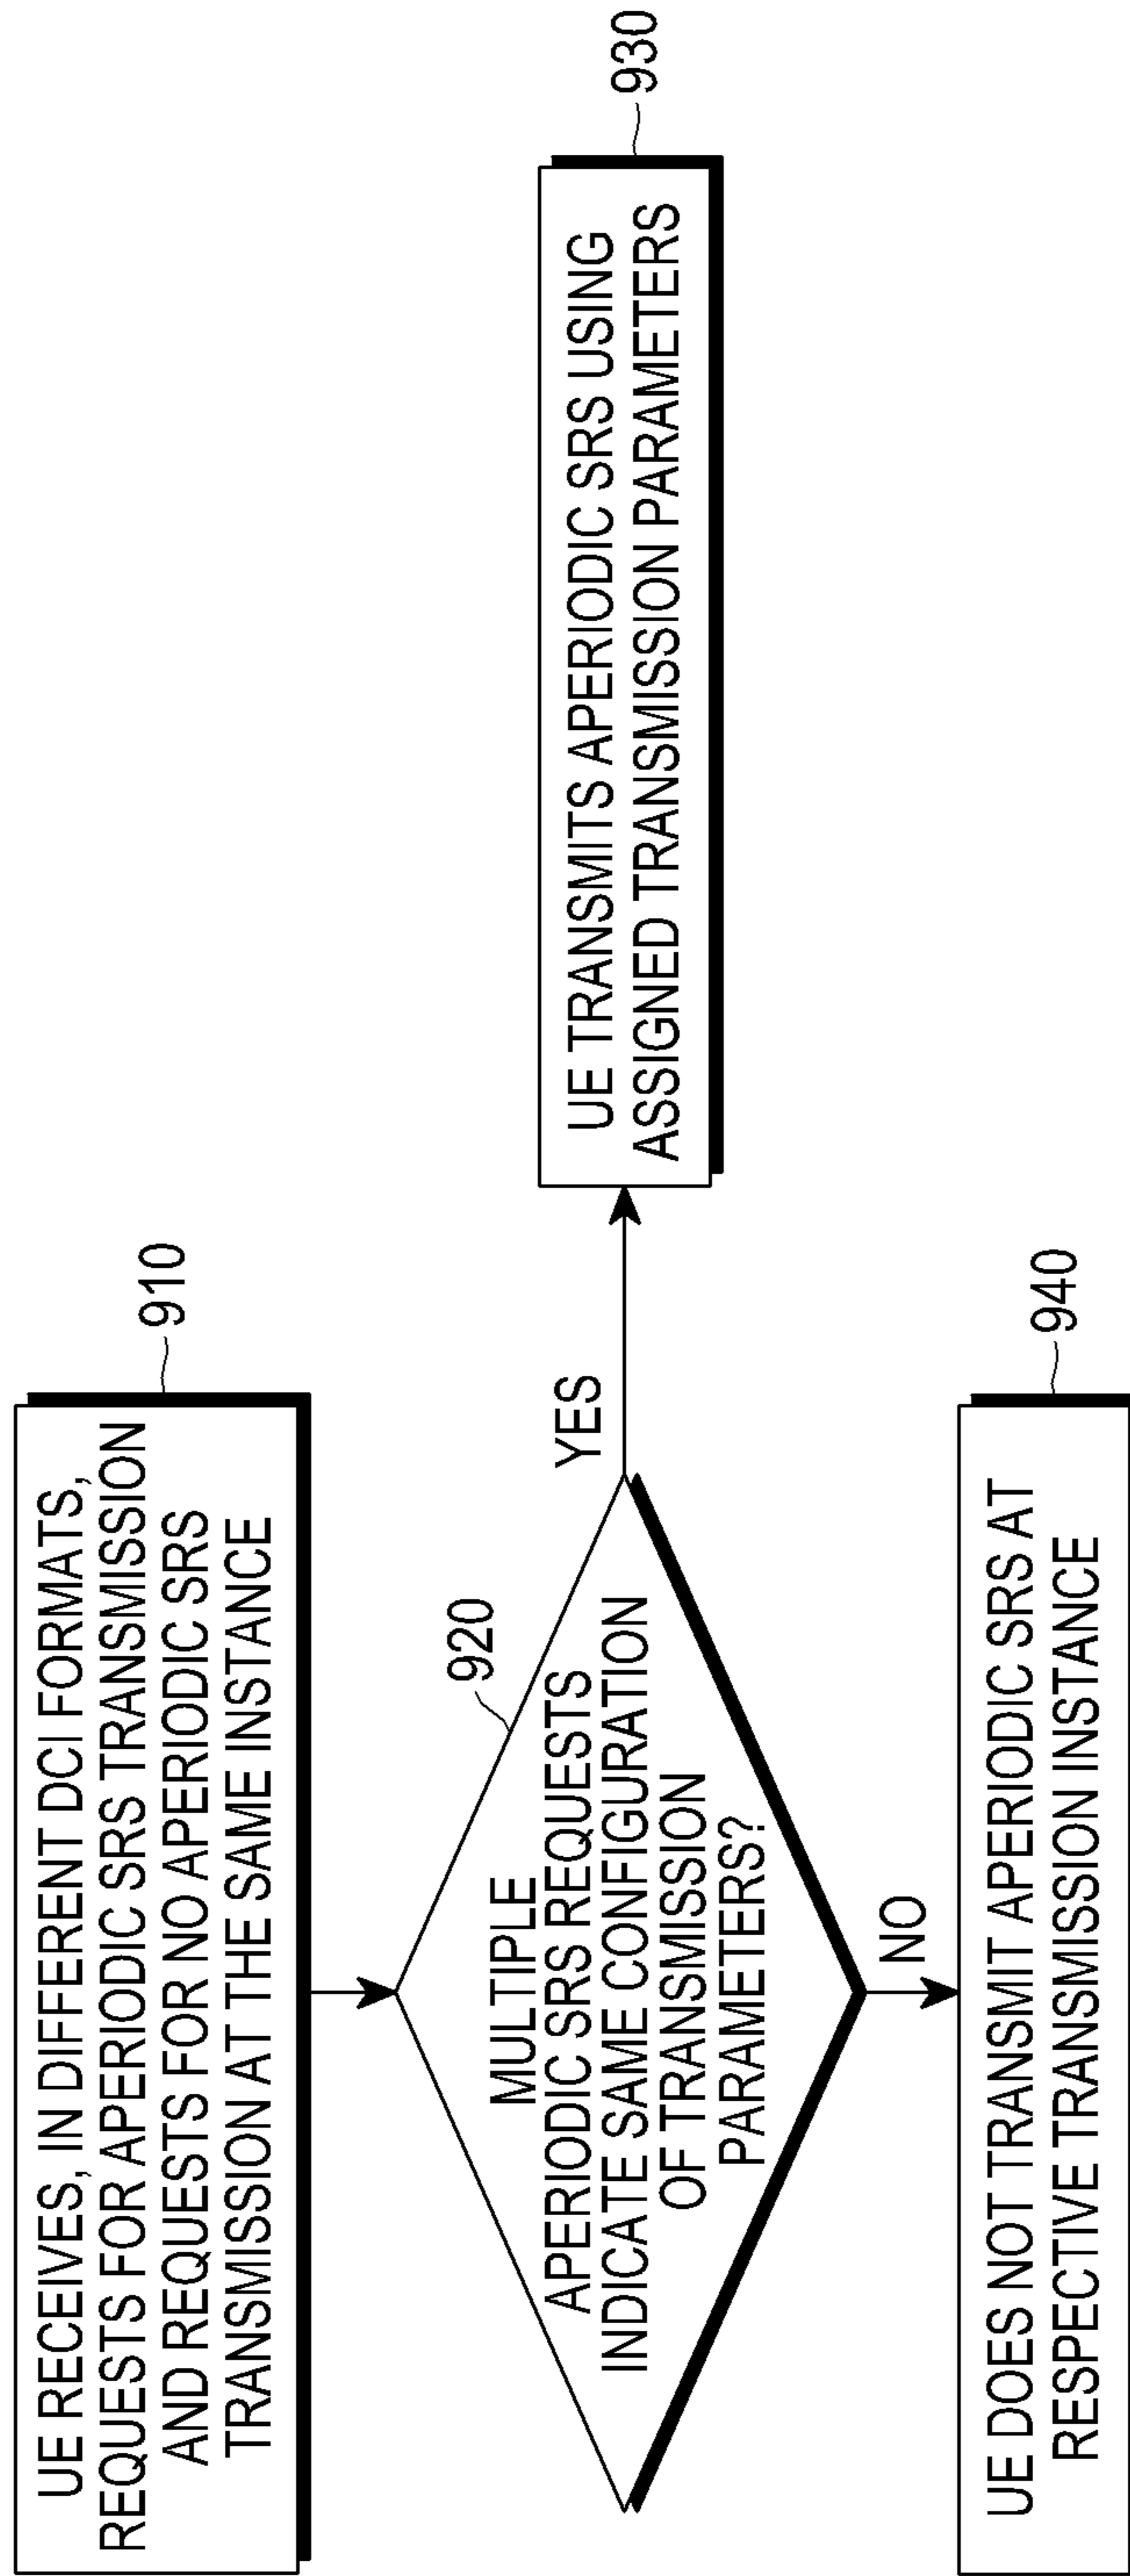 UE RECEIVES, IN DIFFERENT DCI FORMATS,
REQUESTS FOR APERIODIC SRS TRANSMISSION
AND REQUESTS FOR NO APERIODIC SRS
TRANSMISSION AT THE SAME INSTANCE
910
920
MULTIPLE
APERIODIC SRS REQUESTS
INDICATE SAME CONFIGURATION
OF TRANSMISSION
PARAMETERS?
YES
UE TRANSMITS APERIODIC SRS USING
ASSIGNED TRANSMISSION PARAMETERS
930
NO
UE DOES NOT TRANSMIT APERIODIC SRS AT
RESPECTIVE TRANSMISSION INSTANCE
940